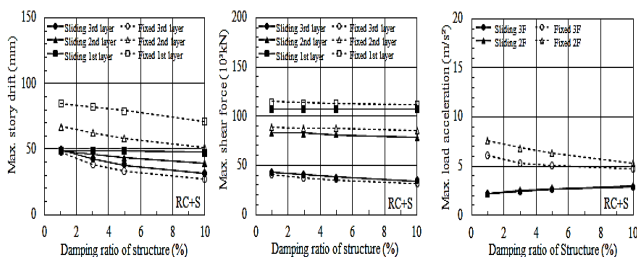 Sliding 3rd layer
Fixed 3rd layer
Sliding 2nd layer
Fixed 2nd layer
Sliding 1st layer
Fixed 1st layer
Max. story drift (mm)
150
100
50
0
0
2
4
6
8
10
RC+S
Damping ratio of structure (%)
Sliding 3rd layer
Fixed 3rd layer
Sliding 2nd layer
Fixed 2nd layer
Sliding 1st layer
Fixed 1st layer
Max. shear force (10³kN)
200
150
100
50
0
0
2
4
6
8
10
RC+S
Damping ratio of structure (%)
Sliding 3F
Fixed 3F
Sliding 2F
Fixed 2F
Max. load acceleration (m/s²)
20
15
10
5
0
0
2
4
6
8
10
RC+S
Damping ratio of Structure (%)